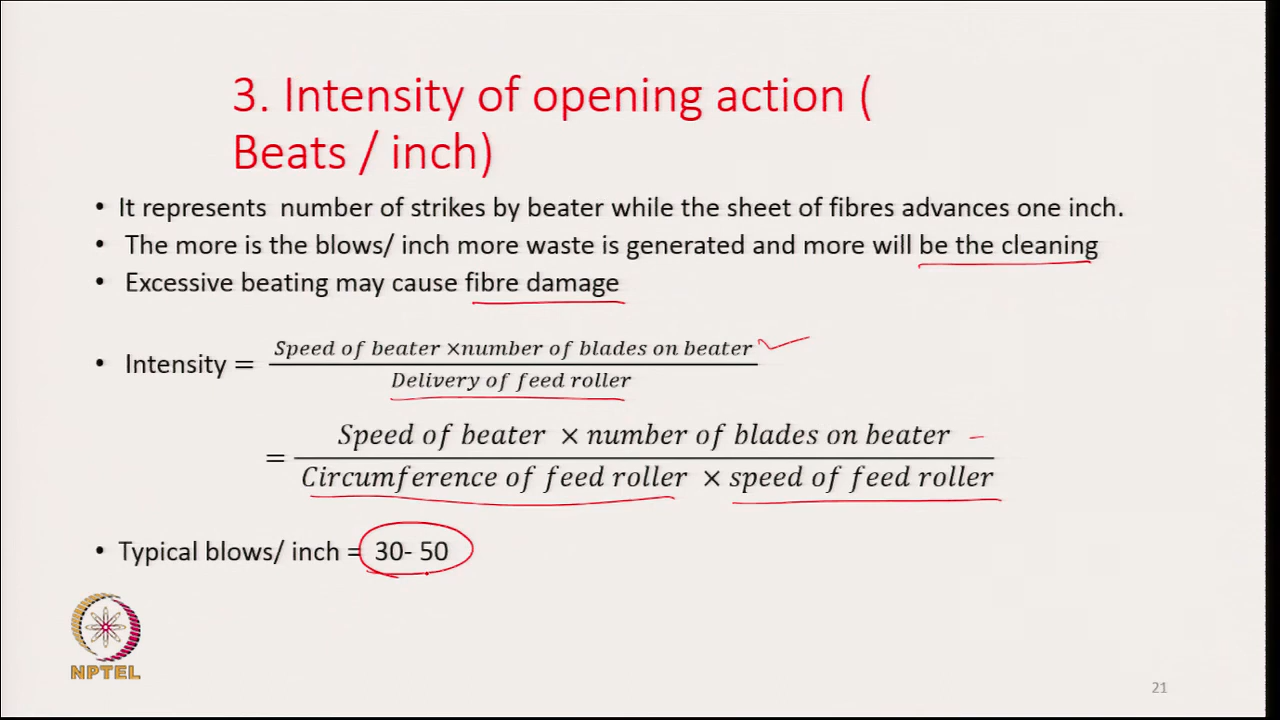 3. Intensity of opening action (
Beats / inch)
• It represents number of strikes by beater while the sheet of fibres advances one inch.
• The more is the blows/ inch more waste is generated and more will be the cleaning
• Excessive beating may cause fibre damage
• Intensity = Speed of beater ×number of blades on beater
Delivery of feed roller
= Speed of beater × number of blades on beater
Circumference of feed roller × speed of feed roller
• Typical blows/ inch = 30- 50
NPTEL
21